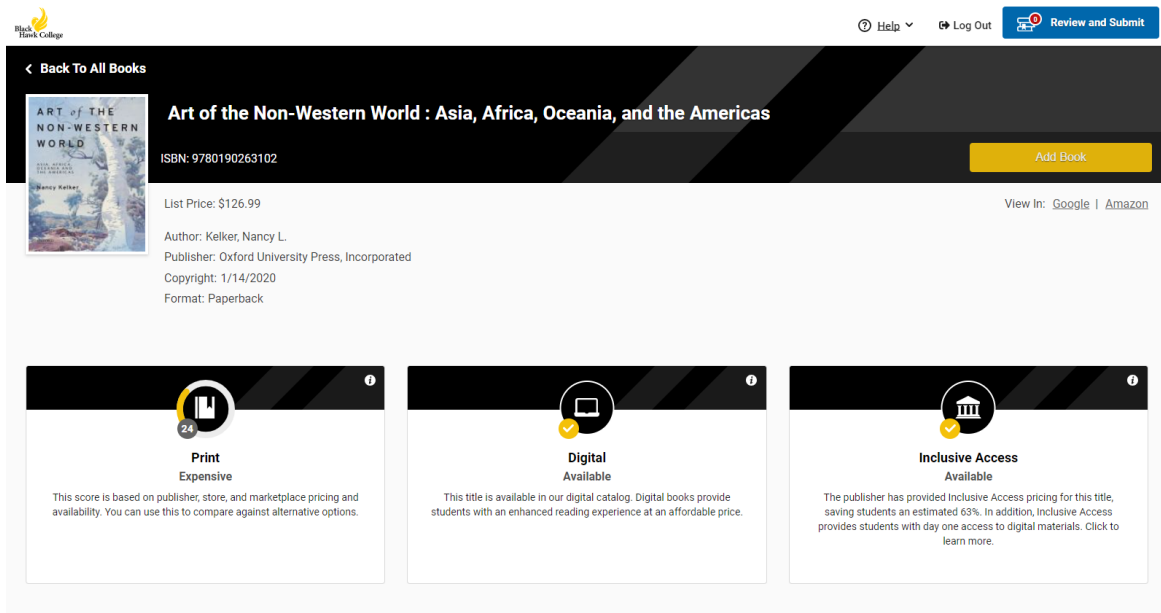 Black
Hawk College
Help
Log Out
0
Review and Submit
Back To All Books
ART of THE
NON-WESTERN
WORLD
ASIA, AFRICA,
OCEANIA AND
THE AMERICAS
Nancy Kelker
Art of the Non-Western World : Asia, Africa, Oceania, and the Americas
ISBN: 9780190263102
Add Book
List Price: $126.99
View In: Google | Amazon
Author: Kelker, Nancy L.
Publisher: Oxford University Press, Incorporated
Copyright: 1/14/2020
Format: Paperback
24
Print
Expensive
This score is based on publisher, store, and marketplace pricing and
availability. You can use this to compare against alternative options.
Digital
Available
This title is available in our digital catalog. Digital books provide
students with an enhanced reading experience at an affordable price.
Inclusive Access
Available
The publisher has provided Inclusive Access pricing for this title,
saving students an estimated 63%. In addition, Inclusive Access
provides students with day one access to digital materials. Click to
learn more.